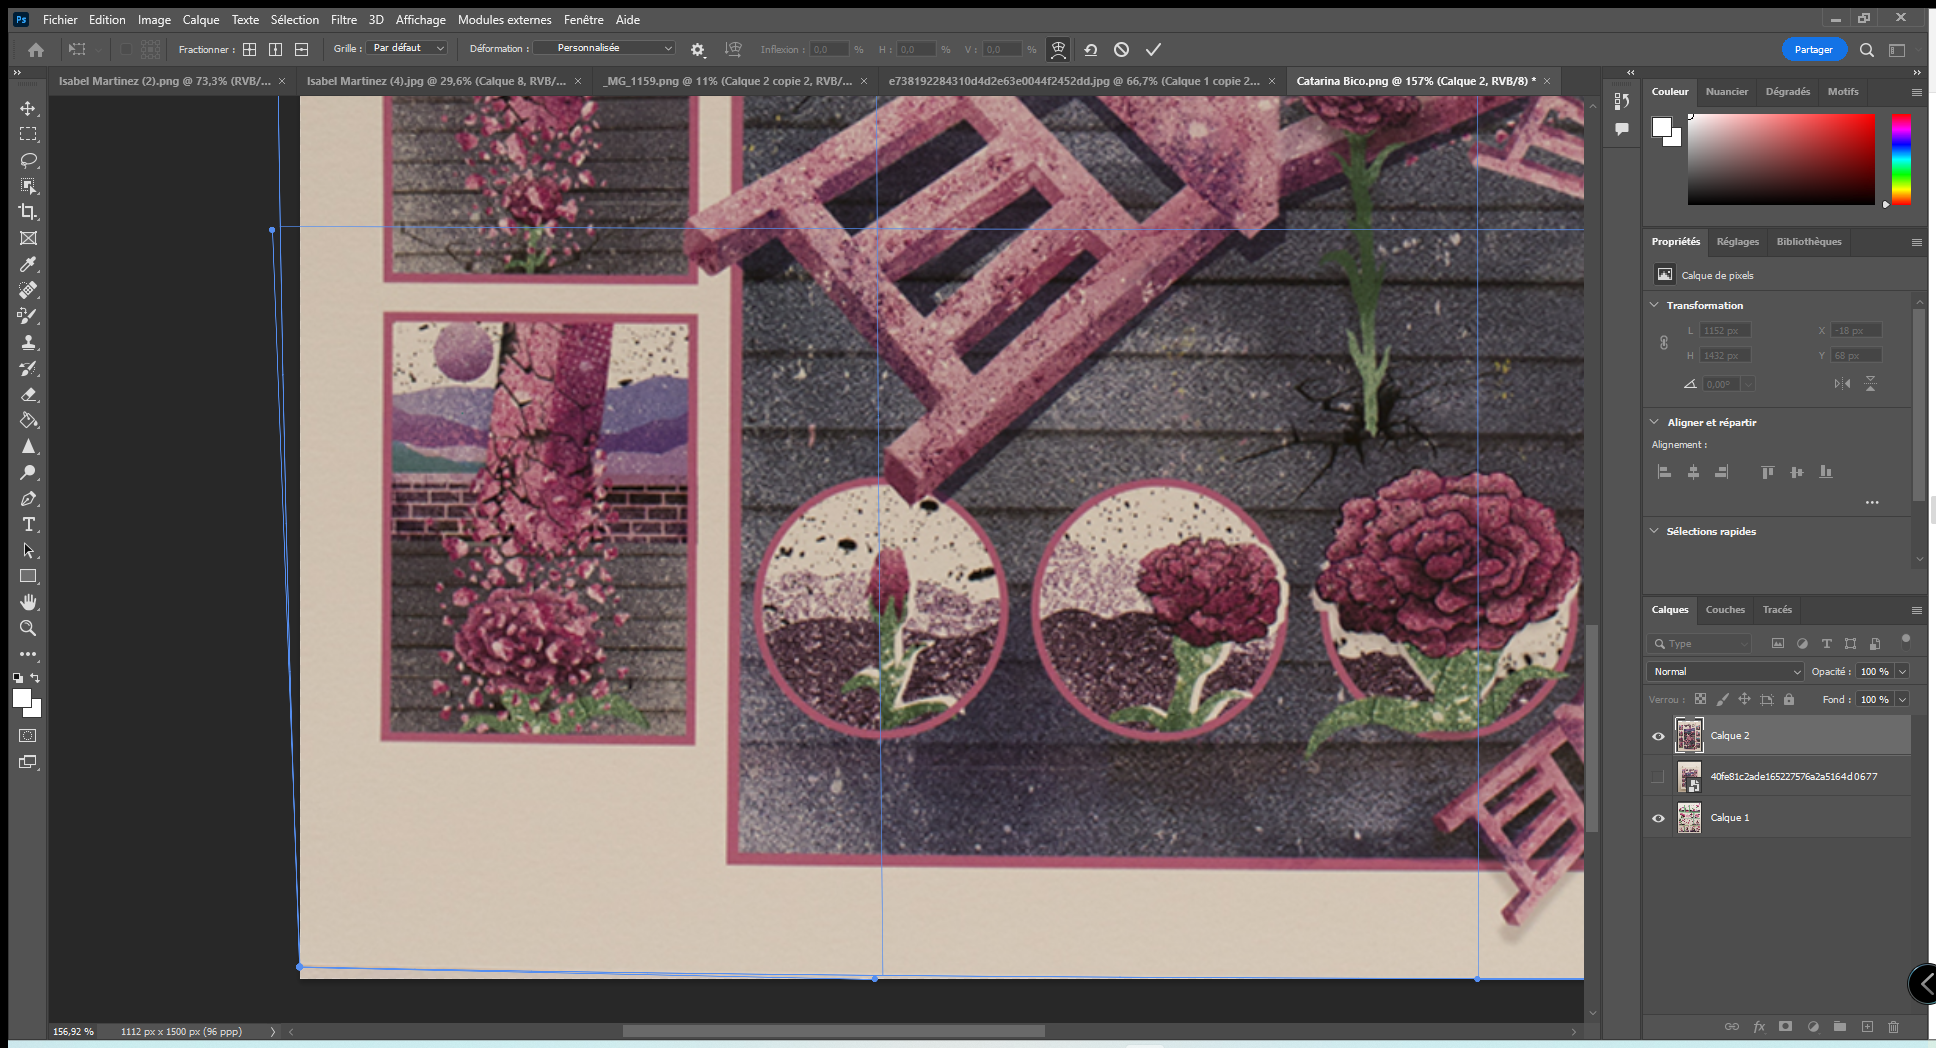 Ps Fichier Edition Image Calque Texte Sélection Filtre 3D Affichage Modules externes Fenêtre Aide
Fractionner : Grille : Par défaut Déformation : Personnalisée Inflexion : 0,0 % H : 0,0 % V : 0,0 % Partager
Isabel Martinez (2).png @ 73,3% (RVB/... × Isabel Martinez (4).jpg @ 29,6% (Calque 8, RVB/... × _MG_1159.png @ 11% (Calque 2 copie 2, RVB/... × e738192284310d4d2e63e0044f2452dd.jpg @ 66,7% (Calque 1 copie 2... × Catarina Bico.png @ 157% (Calque 2, RVB/8) * ×
Couleur Nuancier Dégradés Motifs
Propriétés Réglages Bibliothèques
Calque de pixels
Transformation
L 1152 px X -18 px
H 1432 px Y 68 px
0,00°
Aligner et répartir
Alignement :
Sélections rapides
Calques Couches Tracés
Type
Normal Opacité : 100 %
Verrou : Fond : 100 %
Calque 2
40fe81c2ade165227576a2a5164d0677
Calque 1
fx
156,92 % 1112 px x 1500 px (96 ppp)